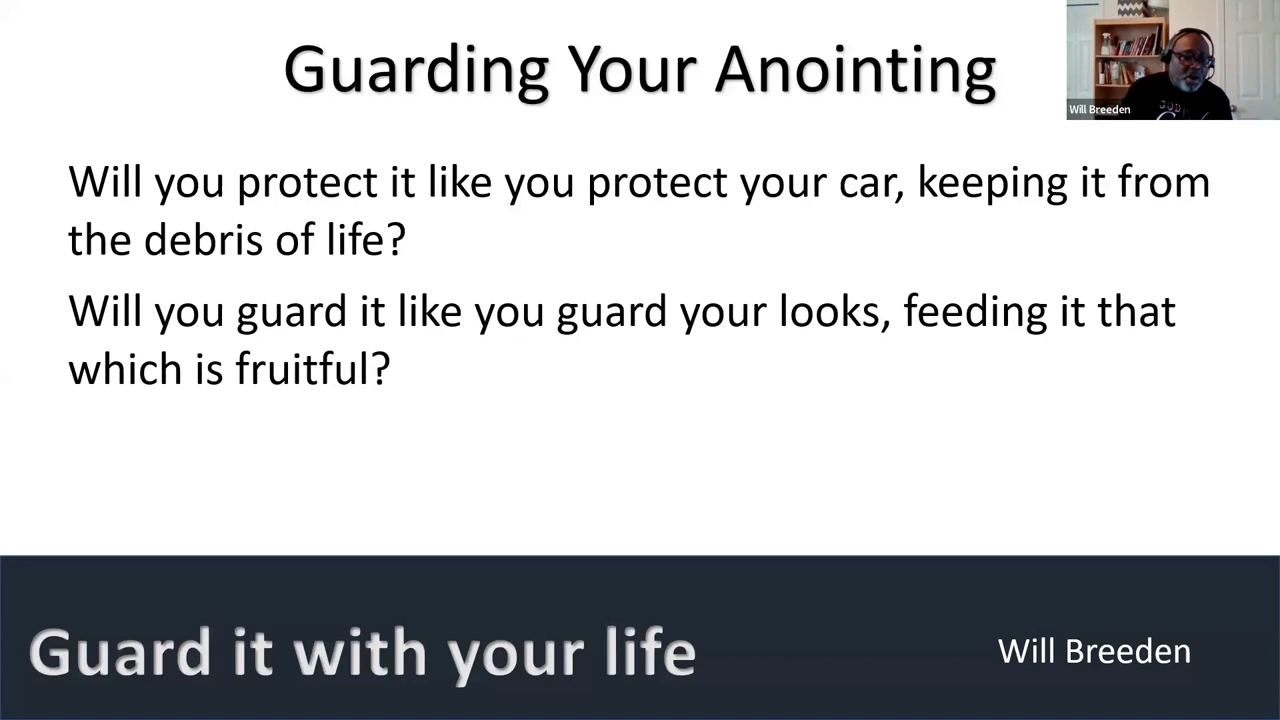 Guarding Your Anointing
Will Breeden
Will you protect it like you protect your car, keeping it from
the debris of life?
Will you guard it like you guard your looks, feeding it that
which is fruitful?
Guard it with your life
Will Breeden